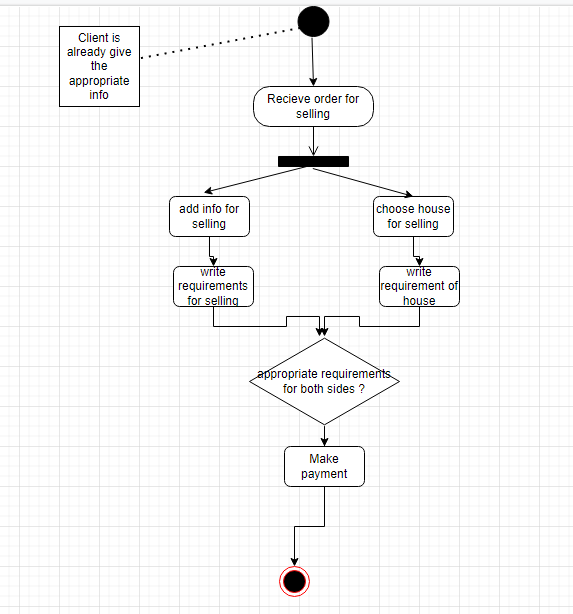 Client is
already give
the
appropriate
info
Recieve order for
selling
add info for
selling
choose house
for selling
write
requirements
for selling
write
requirement of
house
appropriate requirements
for both sides ?
Make
payment